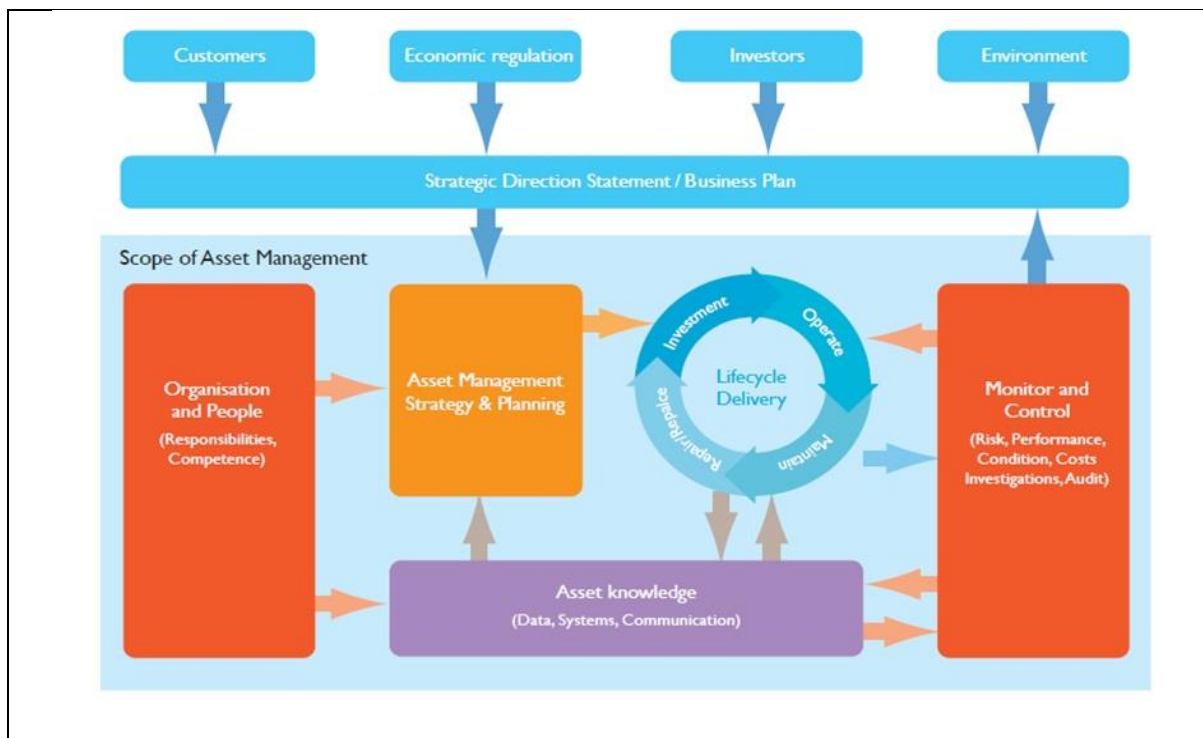 Customers
Economic regulation
Investors
Environment
Strategic Direction Statement / Business Plan
Scope of Asset Management
Organisation
and People
(Responsibilities,
Competence)
Asset Management
Strategy & Planning
Investment
Operate
Maintain
Repair/Repalce
Lifecycle
Delivery
Monitor and
Control
(Risk, Performance,
Condition, Costs
Investigations, Audit)
Asset knowledge
(Data, Systems, Communication)